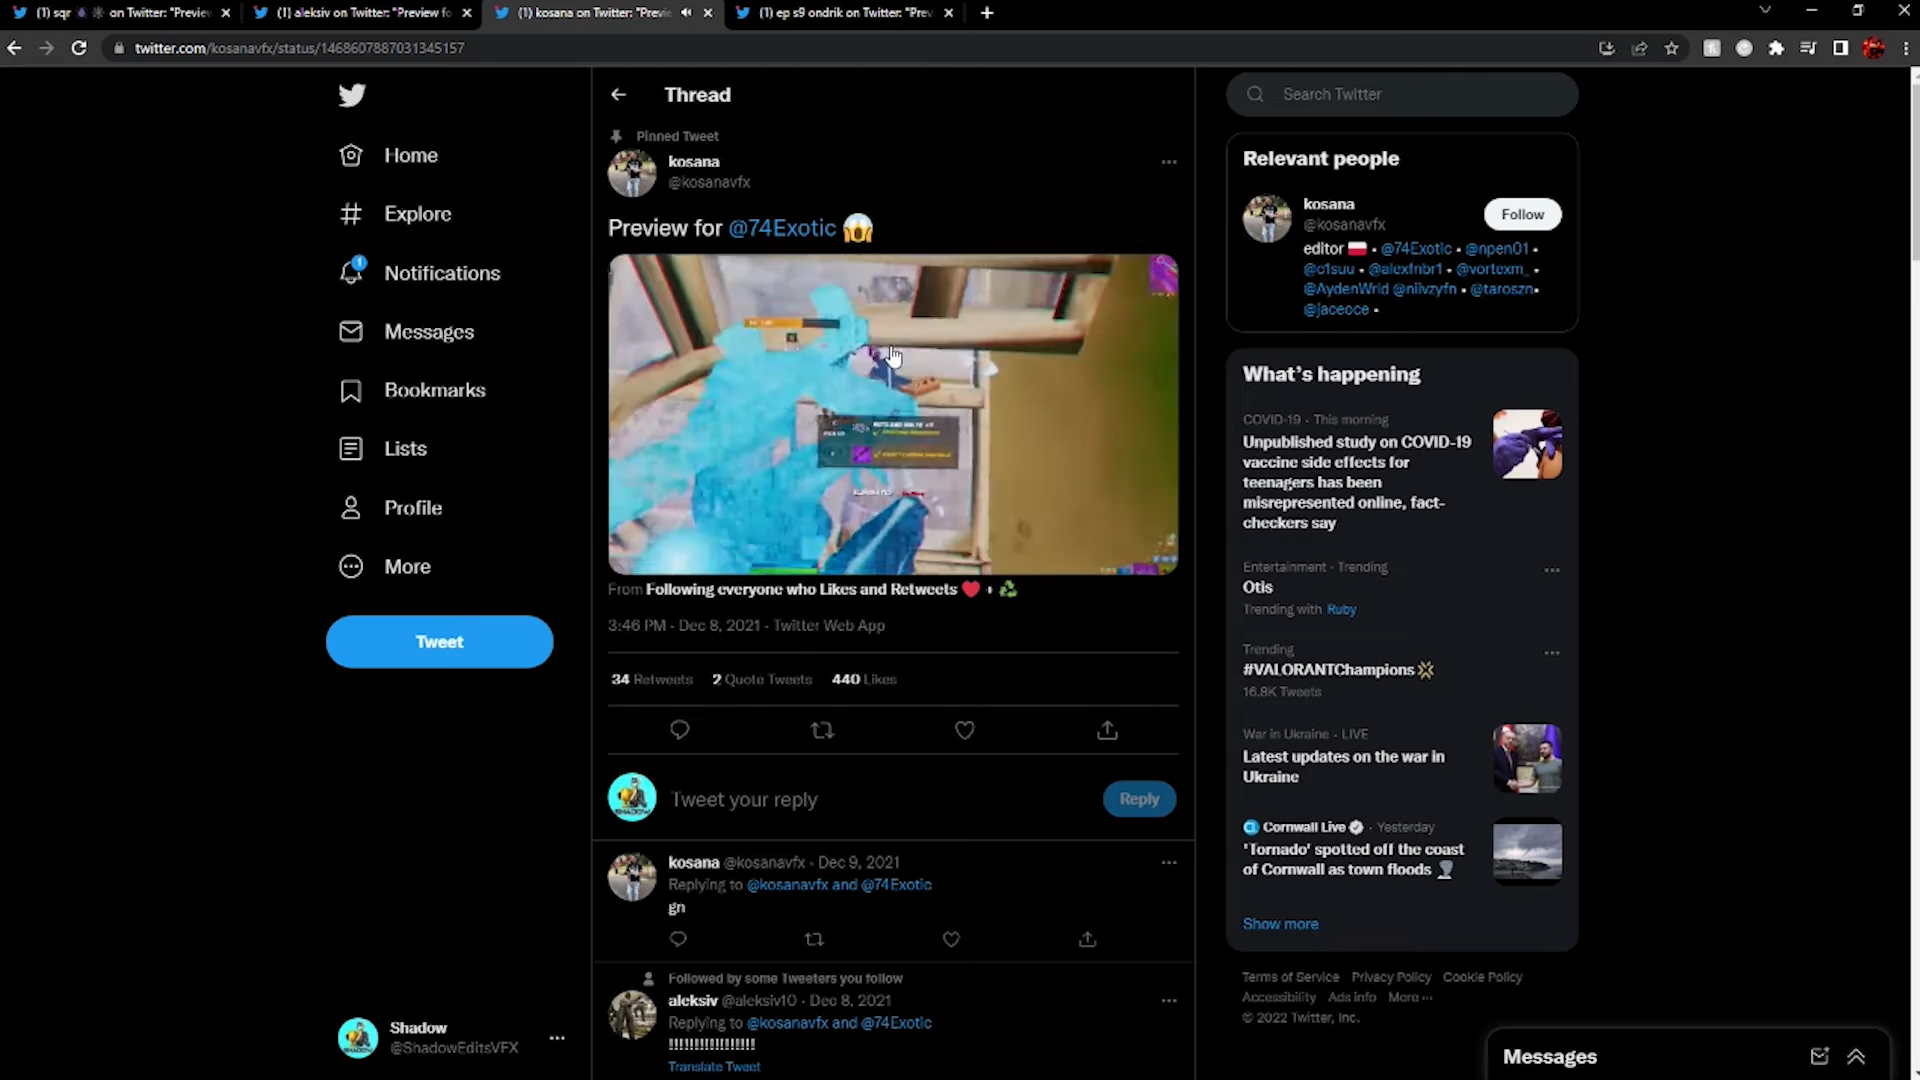 (1) sqr on Twitter: "Preview
(1) aleksiv on Twitter: "Preview fo
(1) kosana on Twitter: "Previe
(1) ep s9 ondrik on Twitter: "Prev
twitter.com/kosanavfx/status/1468607887031345157
Home
Explore
1
Notifications
Messages
Bookmarks
Lists
Profile
More
Tweet
Shadow
@ShadowEditsVFX
Thread
Pinned Tweet
kosana
@kosanavfx
Preview for @74Exotic 😱
ELIMINATED
From Following everyone who Likes and Retweets ❤️ • ♻️
3:46 PM · Dec 8, 2021 · Twitter Web App
34 Retweets 2 Quote Tweets 440 Likes
Tweet your reply
Reply
kosana @kosanavfx · Dec 9, 2021
Replying to @kosanavfx and @74Exotic
gn
Followed by some Tweeters you follow
aleksiv @aleksiv10 · Dec 8, 2021
Replying to @kosanavfx and @74Exotic
!!!!!!!!!!!!!!!!!
Translate Tweet
Search Twitter
Relevant people
kosana
@kosanavfx
Follow
editor 🇵🇱 • @74Exotic • @npen01 •
@c1suu • @alexfnbr1 • @vortexm_ •
@AydenWrld @niivzyfn • @taroszn•
@jaceoce •
What's happening
COVID-19 · This morning
Unpublished study on COVID-19
vaccine side effects for
teenagers has been
misrepresented online, fact-
checkers say
Entertainment · Trending
Otis
Trending with Ruby
Trending
#VALORANTChampions
16.8K Tweets
War in Ukraine · LIVE
Latest updates on the war in
Ukraine
Cornwall Live · Yesterday
'Tornado' spotted off the coast
of Cornwall as town floods 🌪
Show more
Terms of Service Privacy Policy Cookie Policy
Accessibility Ads info More ···
© 2022 Twitter, Inc.
Messages